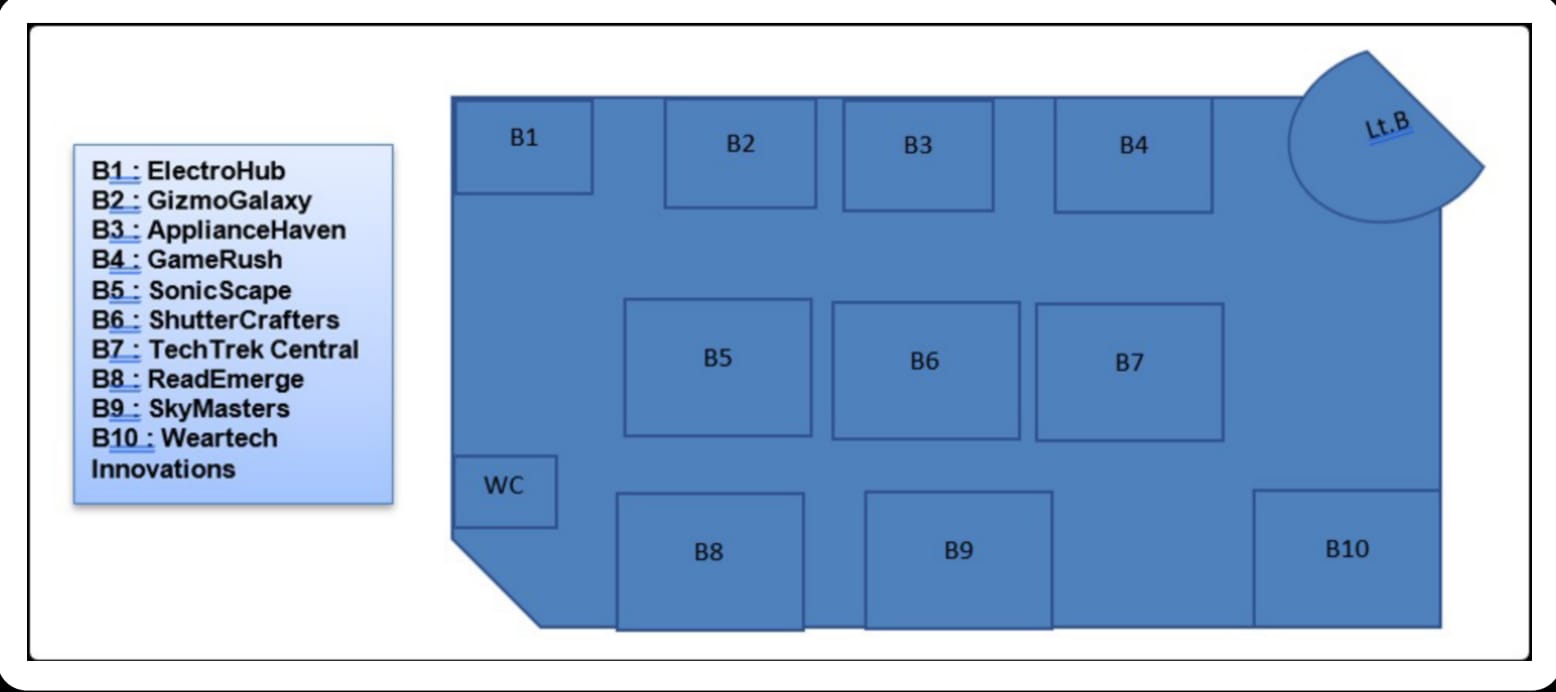 B1 : ElectroHub
B2 : GizmoGalaxy
B3 : ApplianceHaven
B4 : GameRush
B5 : SonicScape
B6 : ShutterCrafters
B7 : TechTrek Central
B8 : ReadEmerge
B9 : SkyMasters
B10 : Weartech
Innovations
B1
B2
B3
B4
Lt.B
B5
B6
B7
WC
B8
B9
B10